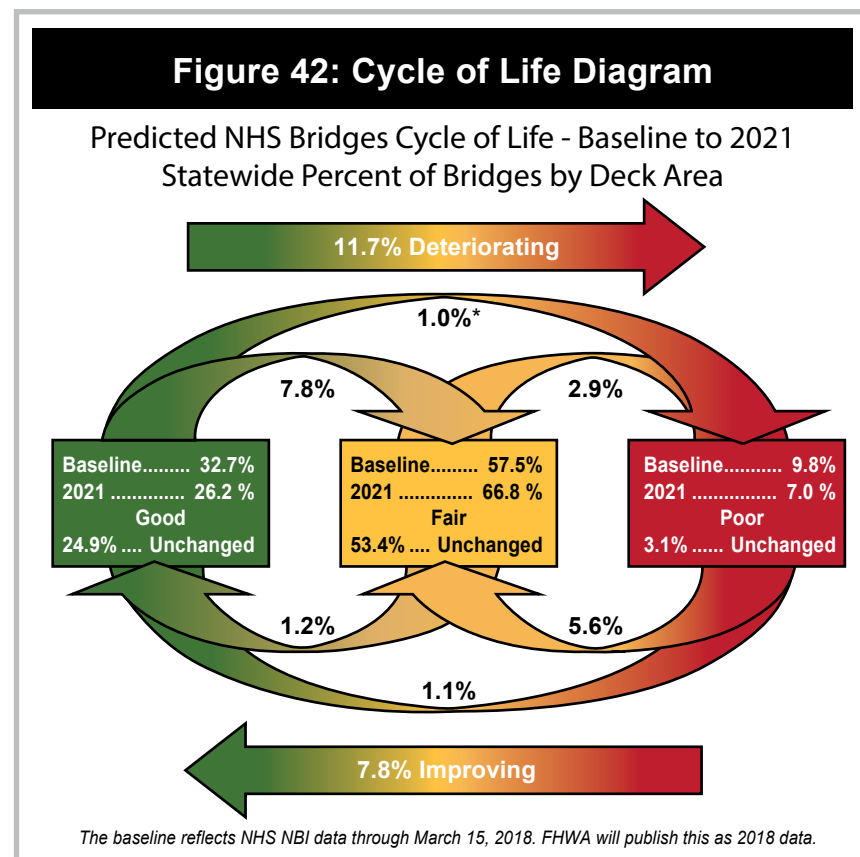 Figure 42: Cycle of Life Diagram
Predicted NHS Bridges Cycle of Life - Baseline to 2021
Statewide Percent of Bridges by Deck Area
11.7% Deteriorating
1.0%*
7.8%
2.9%
Baseline......... 32.7%
2021 ............. 26.2 %
Good
24.9% .... Unchanged
Baseline......... 57.5%
2021 ............. 66.8 %
Fair
53.4% .... Unchanged
Baseline........... 9.8%
2021 ............... 7.0 %
Poor
3.1% ...... Unchanged
1.2%
5.6%
1.1%
7.8% Improving
The baseline reflects NHS NBI data through March 15, 2018. FHWA will publish this as 2018 data.